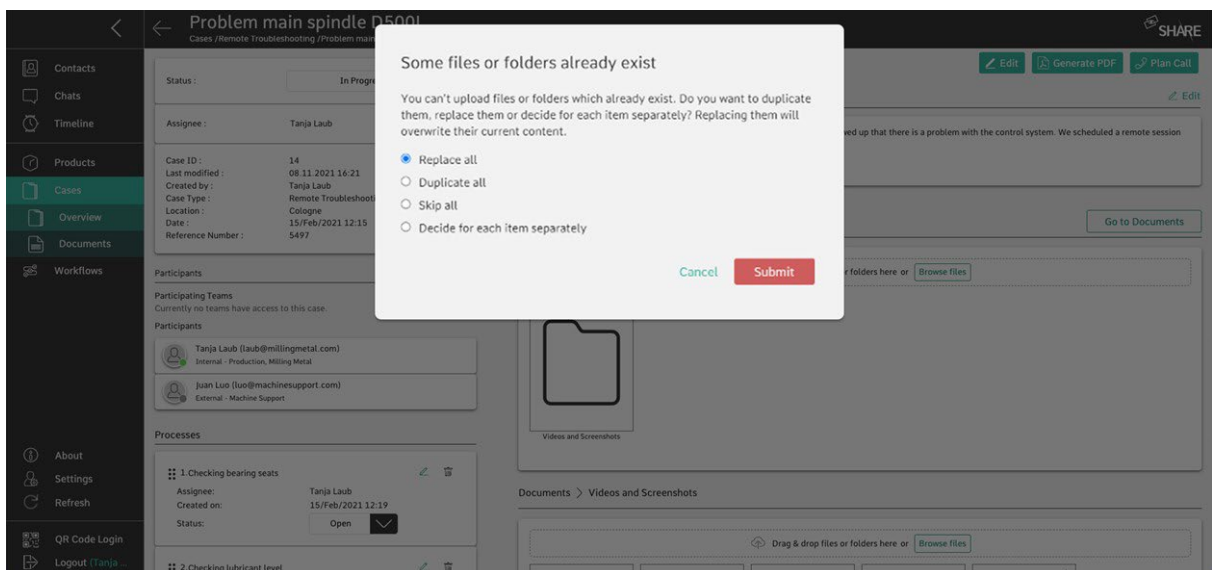 Problem main spindle D500L
Cases /Remote Troubleshooting /Problem main
SHARE
Contacts
Chats
Timeline
Products
Cases
Overview
Documents
Workflows
About
Settings
Refresh
QR Code Login
Logout (Tanja ...
Status :
In Progre
Assignee :
Tanja Laub
Case ID :
14
Last modified :
08.11.2021 16:21
Created by :
Tanja Laub
Case Type :
Remote Troubleshooti
Location :
Cologne
Date :
15/Feb/2021 12:15
Reference Number :
5497
Participants
Participating Teams
Currently no teams have access to this case.
Participants
Tanja Laub (laub@millingmetal.com)
Internal - Production, Milling Metal
Juan Luo (luo@machinesupport.com)
External - Machine Support
Processes
1.Checking bearing seats
Assignee:
Tanja Laub
Created on:
15/Feb/2021 12:19
Status:
Open
2.Checking lubricant level
Some files or folders already exist
You can't upload files or folders which already exist. Do you want to duplicate
them, replace them or decide for each item separately? Replacing them will
overwrite their current content.
Replace all
Duplicate all
Skip all
Decide for each item separately
Cancel
Submit
Edit
Generate PDF
Plan Call
Edit
ved up that there is a problem with the control system. We scheduled a remote session
Go to Documents
r folders here or
Browse files
Videos and Screenshots
Documents > Videos and Screenshots
Drag & drop files or folders here or
Browse files